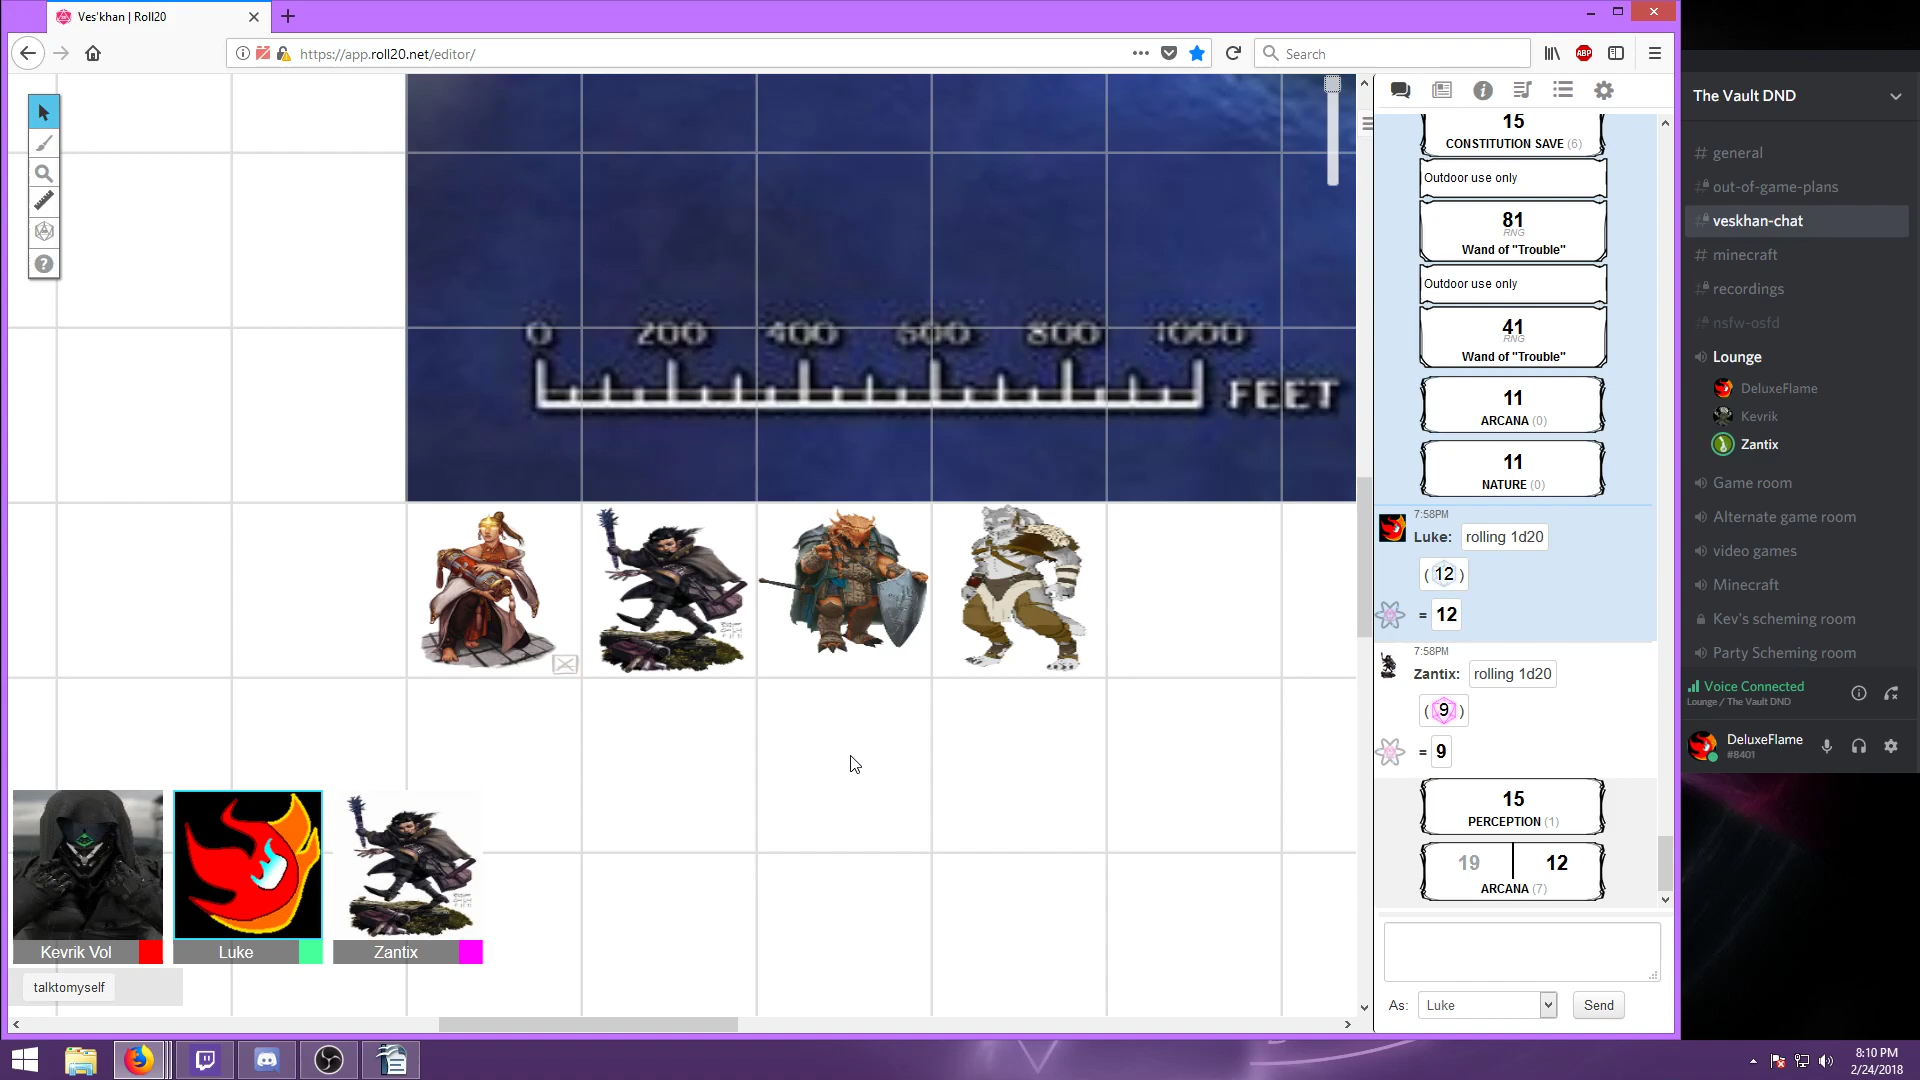 Ves'khan | Roll20
https://app.roll20.net/editor/
Search
ABP
0 200 400 600 800 1000
FEET
15
CONSTITUTION SAVE (6)
Outdoor use only
81
RNG
Wand of "Trouble"
Outdoor use only
41
RNG
Wand of "Trouble"
11
ARCANA (0)
11
NATURE (0)
7:58PM
Luke: rolling 1d20
(12)
= 12
7:58PM
Zantix: rolling 1d20
(9)
= 9
15
PERCEPTION (1)
19 12
ARCANA (7)
As: Luke
Send
Kevrik Vol
Luke
Zantix
talktomyself
The Vault DND
# general
# out-of-game-plans
# veskhan-chat
# minecraft
# recordings
# nsfw-osfd
Lounge
DeluxeFlame
Kevrik
Zantix
Game room
Alternate game room
video games
Minecraft
Kev's scheming room
Party Scheming room
Voice Connected
Lounge / The Vault DND
DeluxeFlame
#8401
8:10 PM
2/24/2018